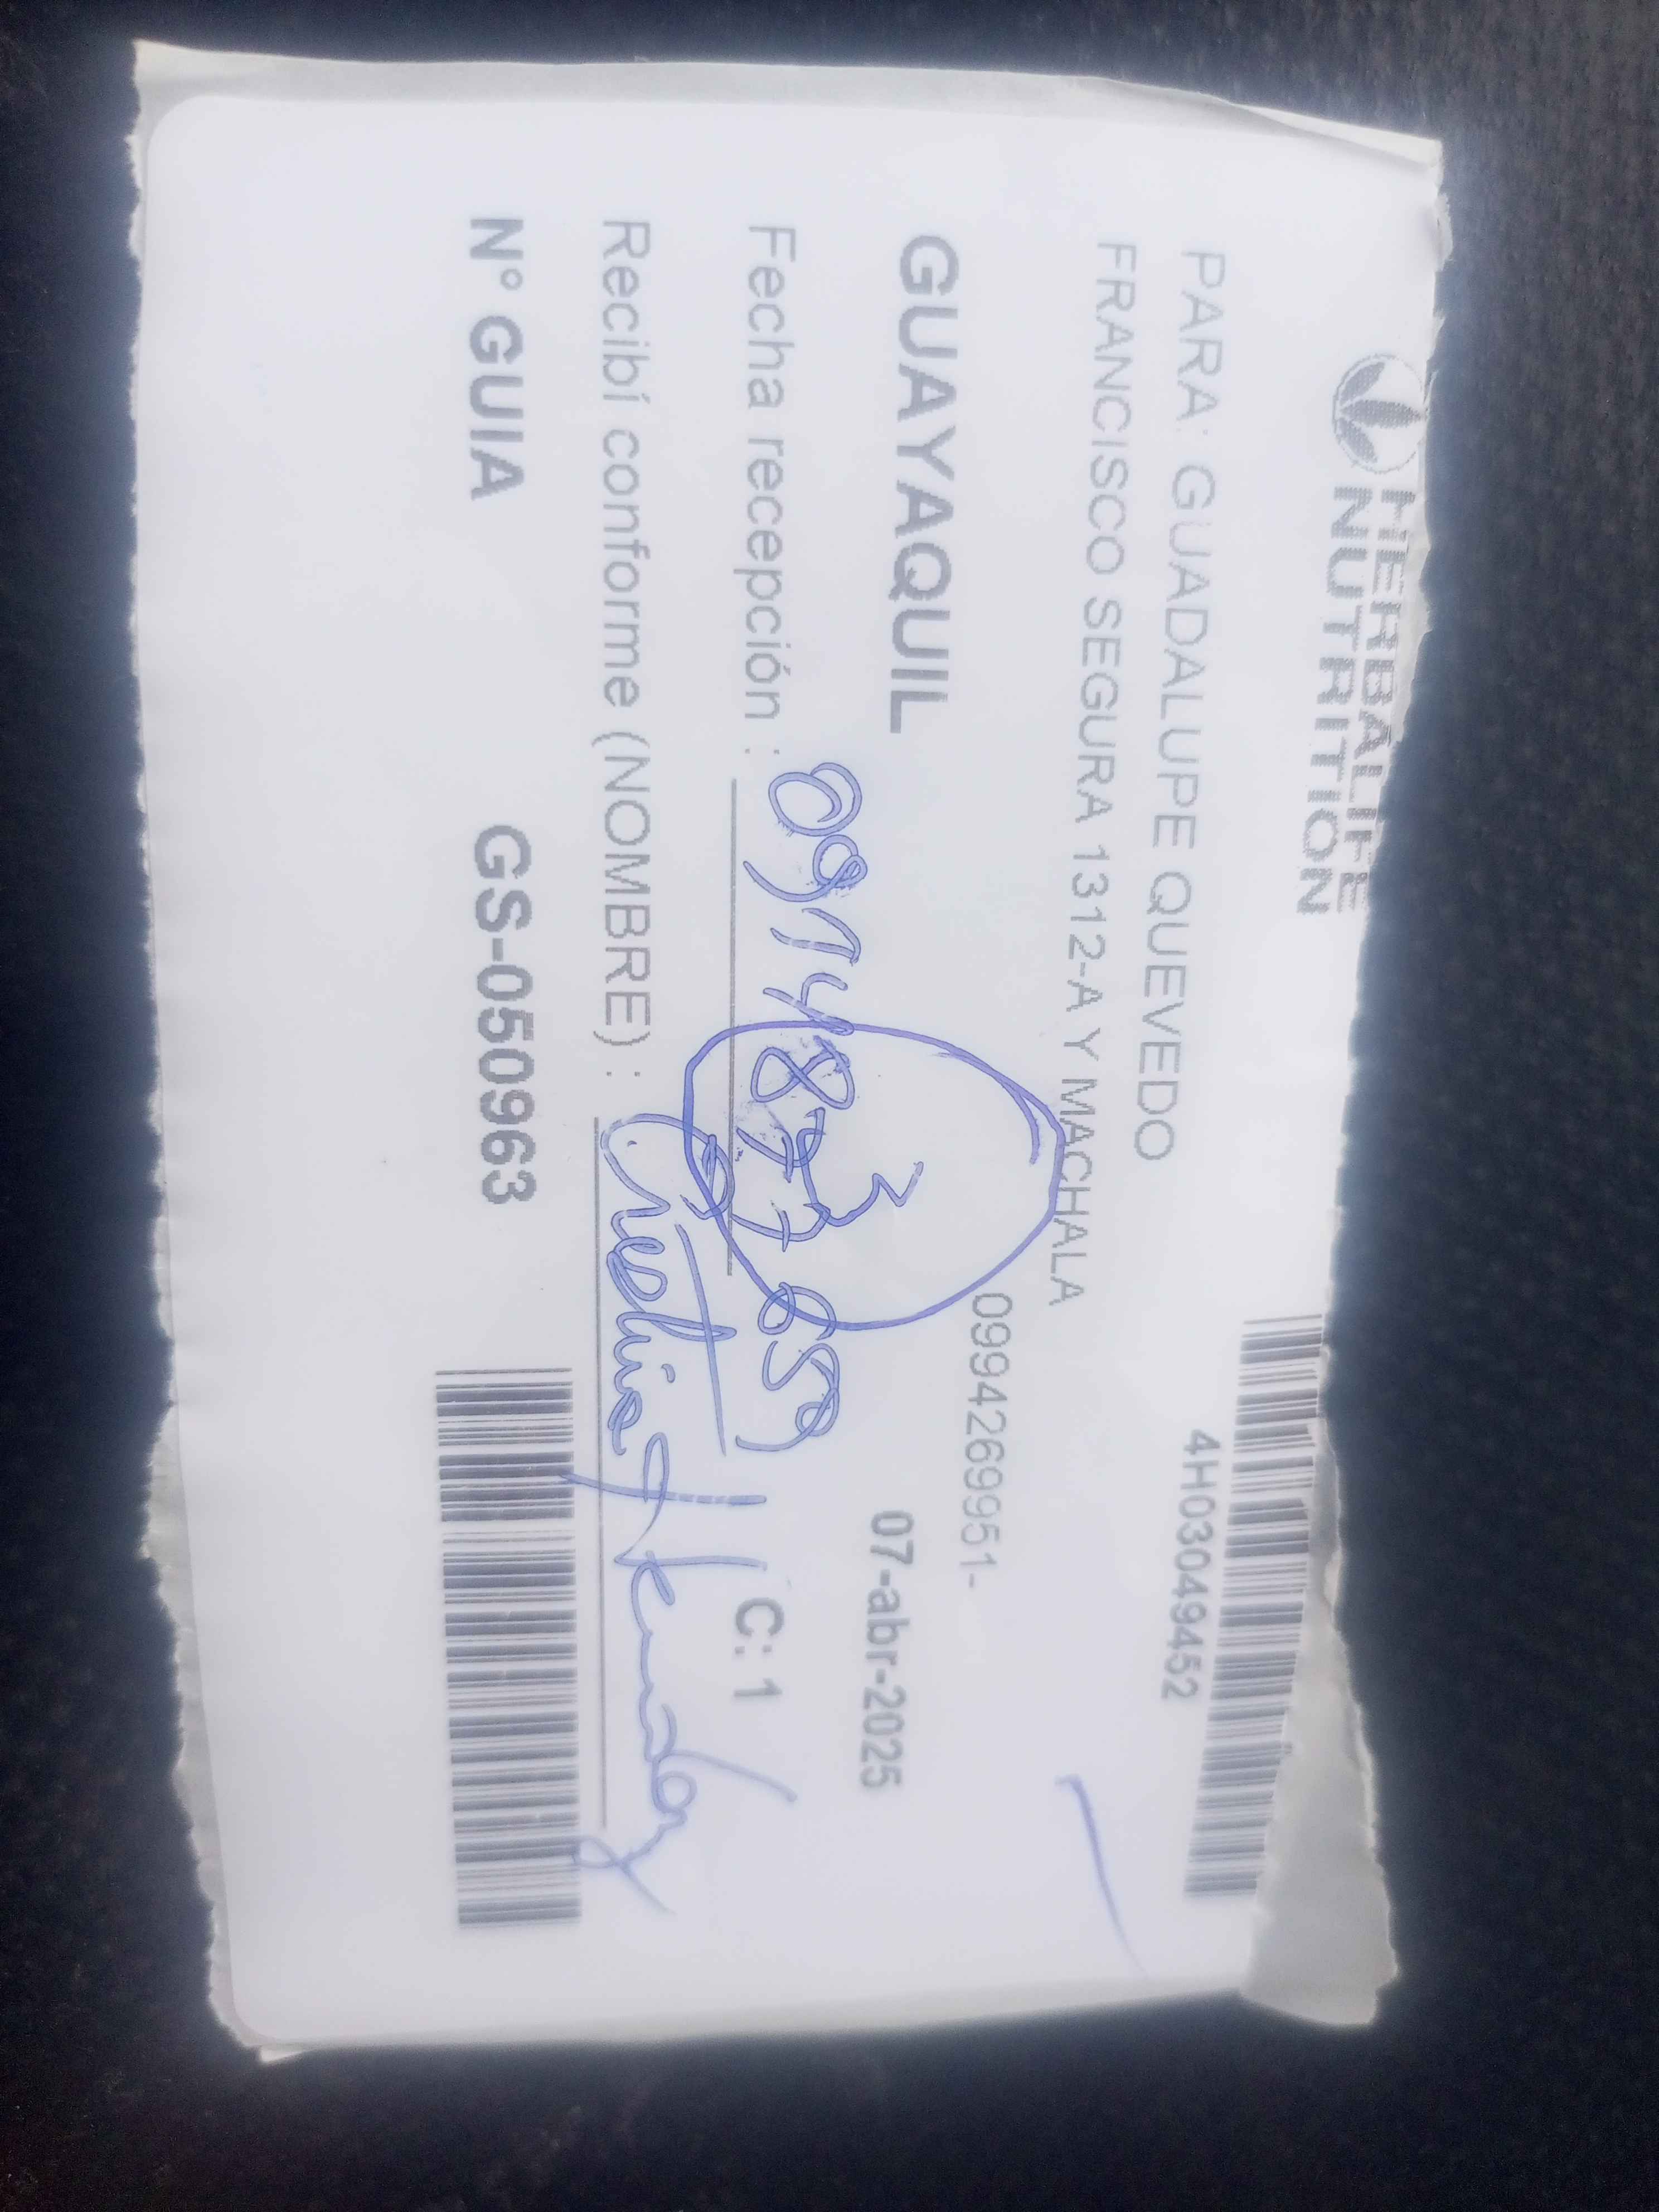 HERBALIFE
NUTRITION
4H03049452
PARA: GUADALUPE QUEVEDO
FRANCISCO SEGURA 1312-A Y MACHALA
0994269951-
GUAYAQUIL 07-abr-2025
3
Fecha recepción : C: 1
Recibí conforme (NOMBRE) :
N° GUIA GS-050963